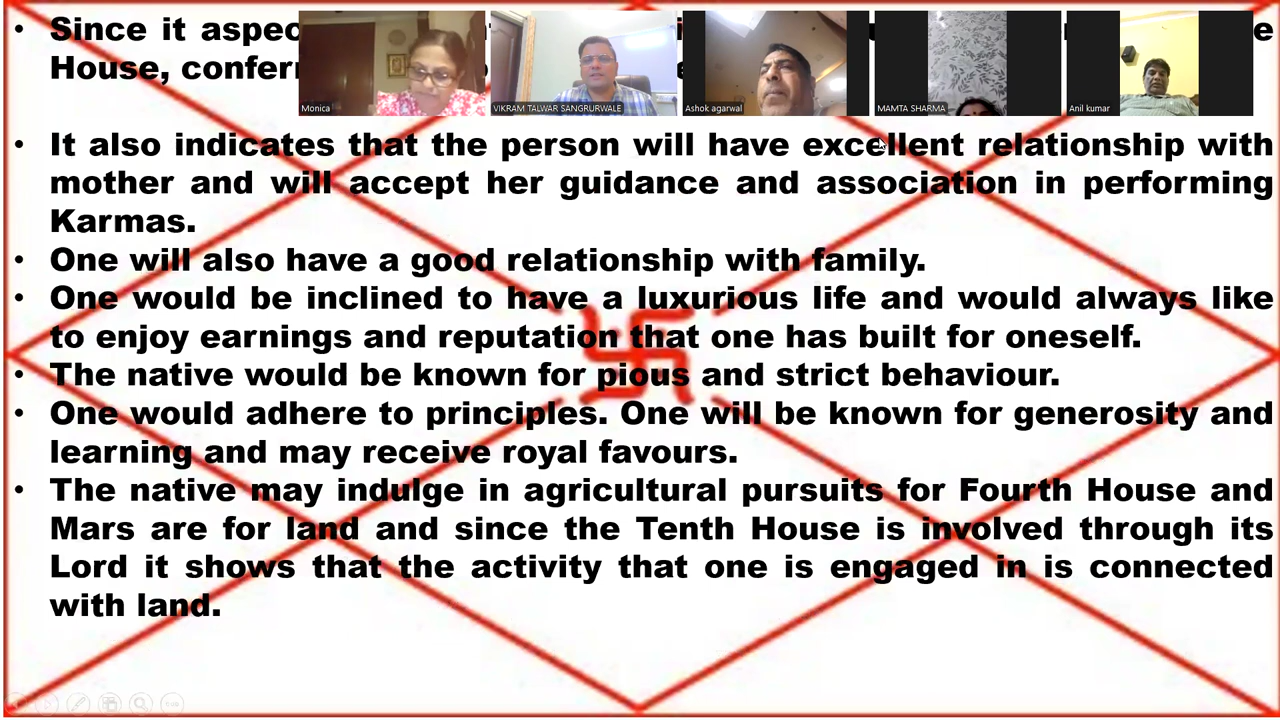 Monica
VIKRAM TALWAR SANGRURWALE
Ashok agarwal
MAMTA SHARMA
Anil kumar
• Since it
House,
• It also indicates that the person will have excellent relationship with
mother and will accept her guidance and association in performing
Karmas.
• One will also have a good relationship with family.
• One would be inclined to have a luxurious life and would always like
to enjoy earnings and reputation that one has built for oneself.
• The native would be known for pious and strict behaviour.
• One would adhere to principles. One will be known for generosity and
learning and may receive royal favours.
• The native may indulge in agricultural pursuits for Fourth House and
Mars are for land and since the Tenth House is involved through its
Lord it shows that the activity that one is engaged in is connected
with land.